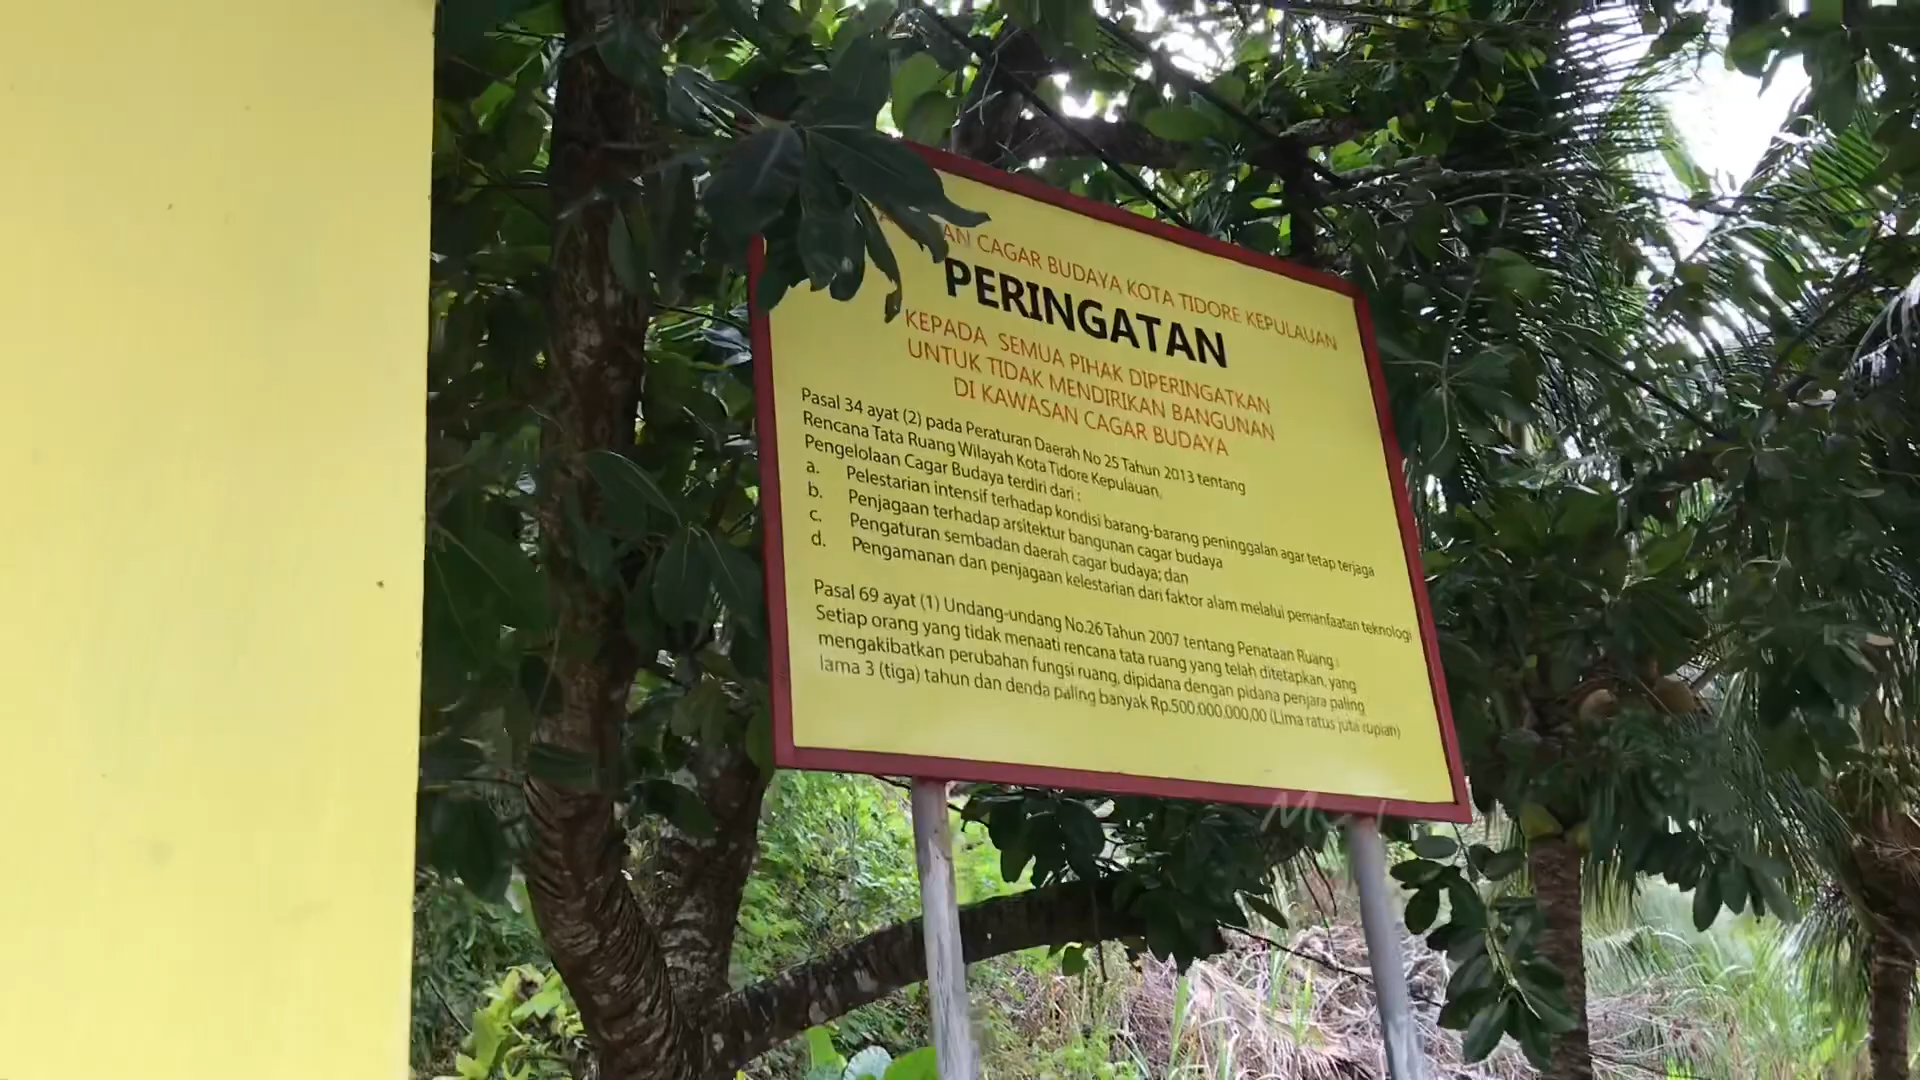 CAGAR BUDAYA KOTA TIDORE KEPULAUAN
PERINGATAN
KEPADA SEMUA PIHAK DIPERINGATKAN
UNTUK TIDAK MENDIRIKAN BANGUNAN
DI KAWASAN CAGAR BUDAYA
Pasal 34 ayat (2) pada Peraturan Daerah No 25 Tahun 2013 tentang
Rencana Tata Ruang Wilayah Kota Tidore Kepulauan.
Pengelolaan Cagar Budaya terdiri dari :
a. Pelestarian intensif terhadap kondisi barang-barang peninggalan agar tetap terjaga
b. Penjagaan terhadap arsitektur bangunan cagar budaya
c. Pengaturan sembadan daerah cagar budaya; dan
d. Pengamanan dan penjagaan kelestarian dari faktor alam melalui pemanfaatan teknologi
Pasal 69 ayat (1) Undang-undang No.26 Tahun 2007 tentang Penataan Ruang :
Setiap orang yang tidak menaati rencana tata ruang yang telah ditetapkan, yang
mengakibatkan perubahan fungsi ruang, dipidana dengan pidana penjara paling
lama 3 (tiga) tahun dan denda paling banyak Rp.500.000.000,00 (Lima ratus juta rupiah)